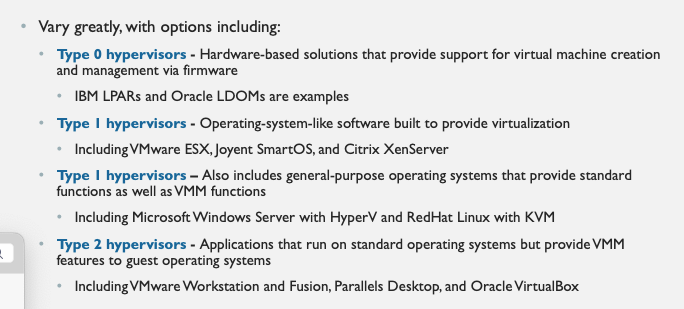 Vary greatly, with options including:
Type 0 hypervisors - Hardware-based solutions that provide support for virtual machine creation
and management via firmware
IBM LPARs and Oracle LDOMs are examples
Type 1 hypervisors - Operating-system-like software built to provide virtualization
Including VMware ESX, Joyent SmartOS, and Citrix XenServer
Type 1 hypervisors – Also includes general-purpose operating systems that provide standard
functions as well as VMM functions
Including Microsoft Windows Server with HyperV and RedHat Linux with KVM
Type 2 hypervisors - Applications that run on standard operating systems but provide VMM
features to guest operating systems
Including VMware Workstation and Fusion, Parallels Desktop, and Oracle VirtualBox